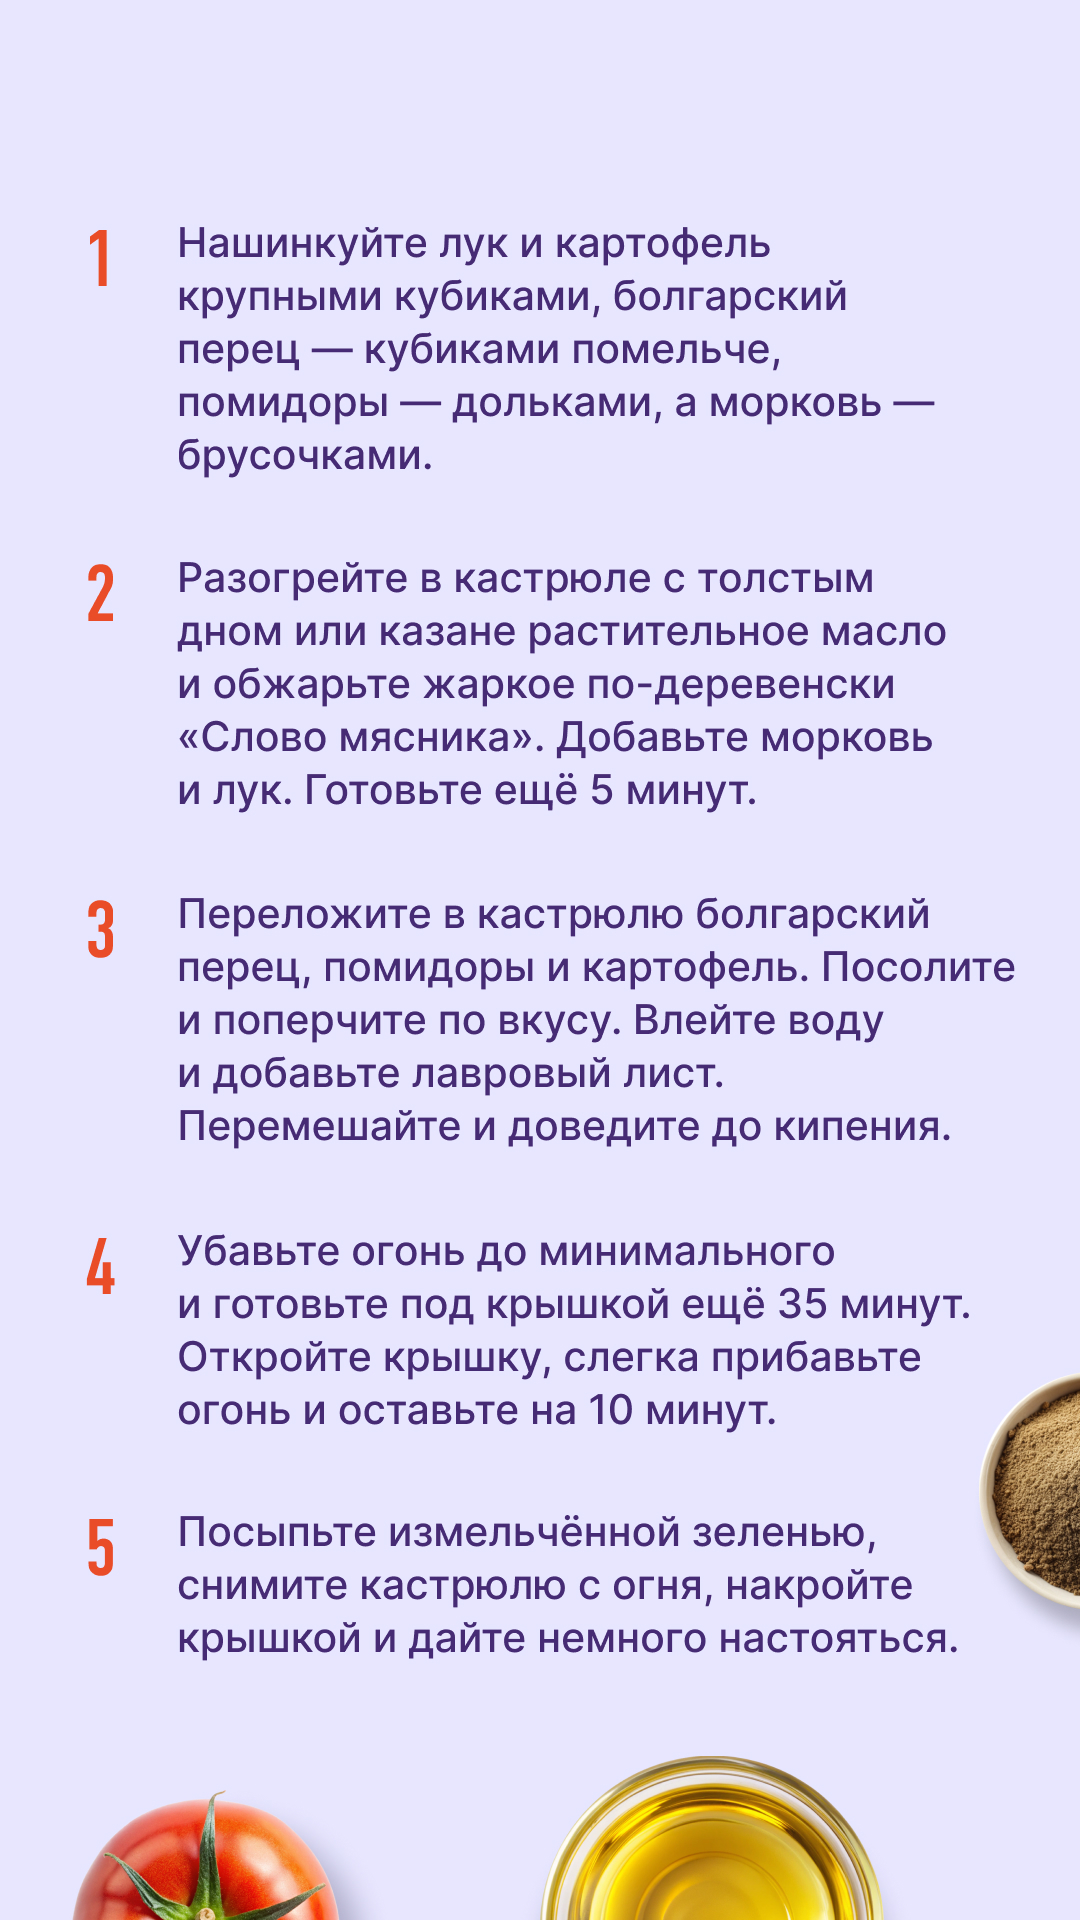 1 Нашинкуйте лук и картофель
крупными кубиками, болгарский
перец — кубиками помельче,
помидоры — дольками, а морковь —
брусочками.
2 Разогрейте в кастрюле с толстым
дном или казане растительное масло
и обжарьте жаркое по-деревенски
«Слово мясника». Добавьте морковь
и лук. Готовьте ещё 5 минут.
3 Переложите в кастрюлю болгарский
перец, помидоры и картофель. Посолите
и поперчите по вкусу. Влейте воду
и добавьте лавровый лист.
Перемешайте и доведите до кипения.
4 Убавьте огонь до минимального
и готовьте под крышкой ещё 35 минут.
Откройте крышку, слегка прибавьте
огонь и оставьте на 10 минут.
5 Посыпьте измельчённой зеленью,
снимите кастрюлю с огня, накройте
крышкой и дайте немного настояться.